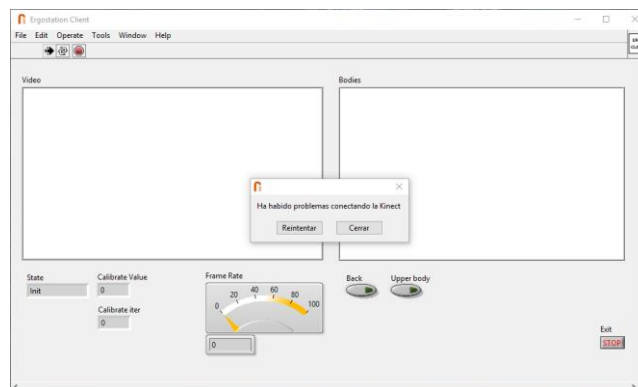 Ergostation Client
File Edit Operate Tools Window Help
Video
Bodies
Ha habido problemas conectando la Kinect
Reintentar Cerrar
State
Init
Calibrate Value
0
Calibrate iter
0
Frame Rate
0 20 40 60 80 100
0
Back Upper body
Exit
STOP